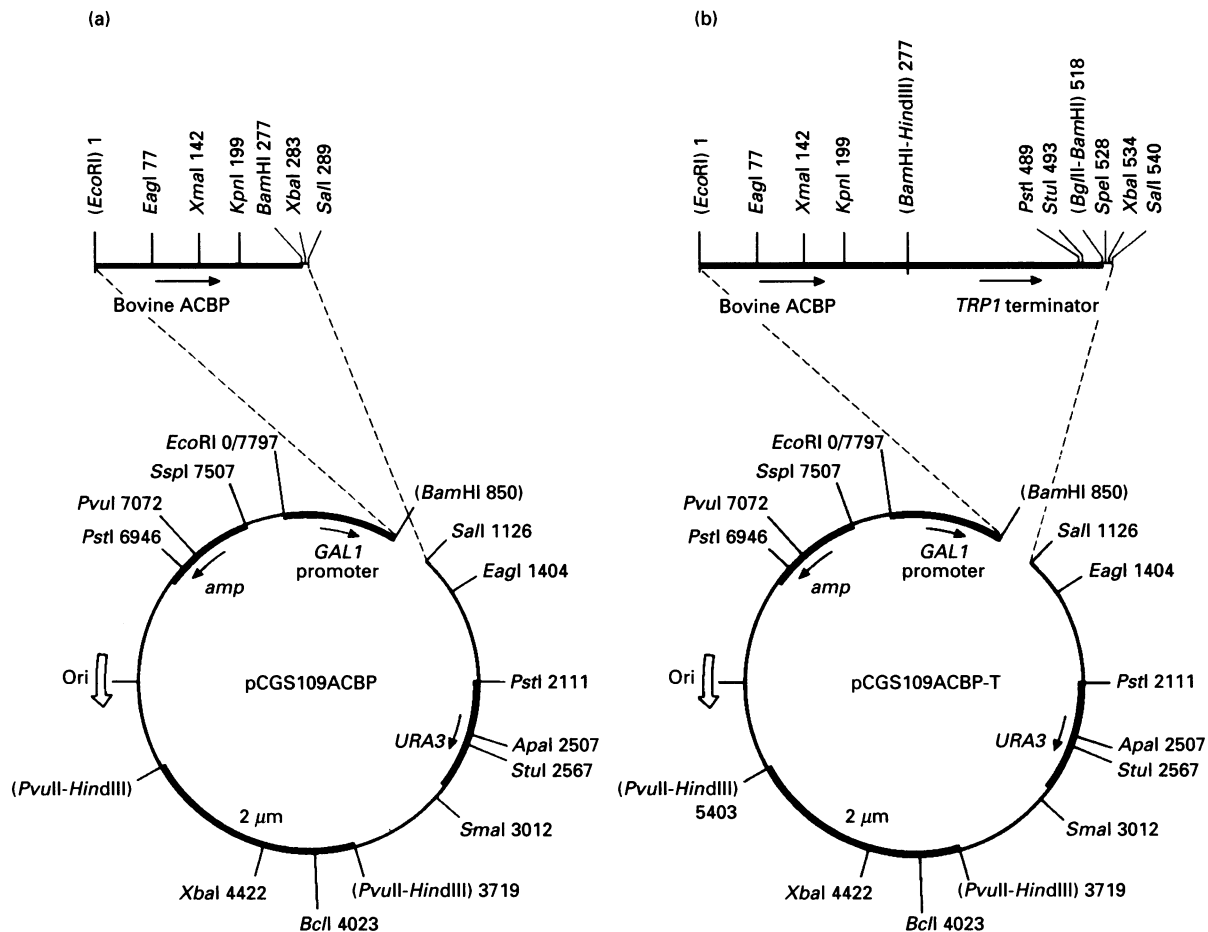 (a)
(EcoRI) 1
EagI 77
XmaI 142
KpnI 199
BamHI 277
XbaI 283
SalI 289
Bovine ACBP
EcoRI 0/7797
SspI 7507
PvuI 7072
PstI 6946
amp
GAL1
promoter
(BamHI 850)
SalI 1126
EagI 1404
Ori
pCGS109ACBP
PstI 2111
URA3
ApaI 2507
StuI 2567
(PvuII-HindIII)
2 μm
SmaI 3012
XbaI 4422
(PvuII-HindIII) 3719
BclI 4023
(b)
(EcoRI) 1
EagI 77
XmaI 142
KpnI 199
(BamHI-HindIII) 277
PstI 489
StuI 493
(BglII-BamHI) 518
SpeI 528
XbaI 534
SalI 540
Bovine ACBP
TRP1 terminator
EcoRI 0/7797
SspI 7507
PvuI 7072
PstI 6946
amp
GAL1
promoter
(BamHI 850)
SalI 1126
EagI 1404
Ori
pCGS109ACBP-T
PstI 2111
URA3
ApaI 2507
StuI 2567
(PvuII-HindIII)
5403
2 μm
SmaI 3012
XbaI 4422
(PvuII-HindIII) 3719
BclI 4023